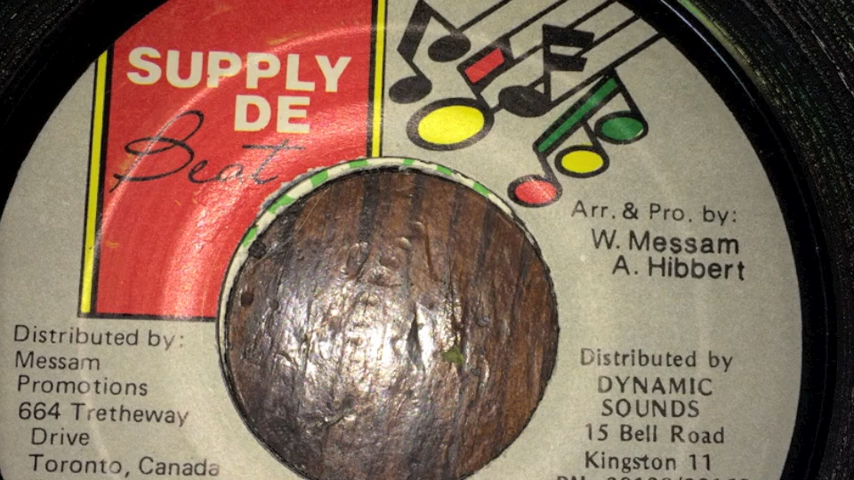 SUPPLY
DE
Beat
Arr. & Pro. by:
W. Messam
A. Hibbert
Distributed by:
Messam
Promotions
664 Tretheway
Drive
Toronto, Canada
Distributed by
DYNAMIC
SOUNDS
15 Bell Road
Kingston 11